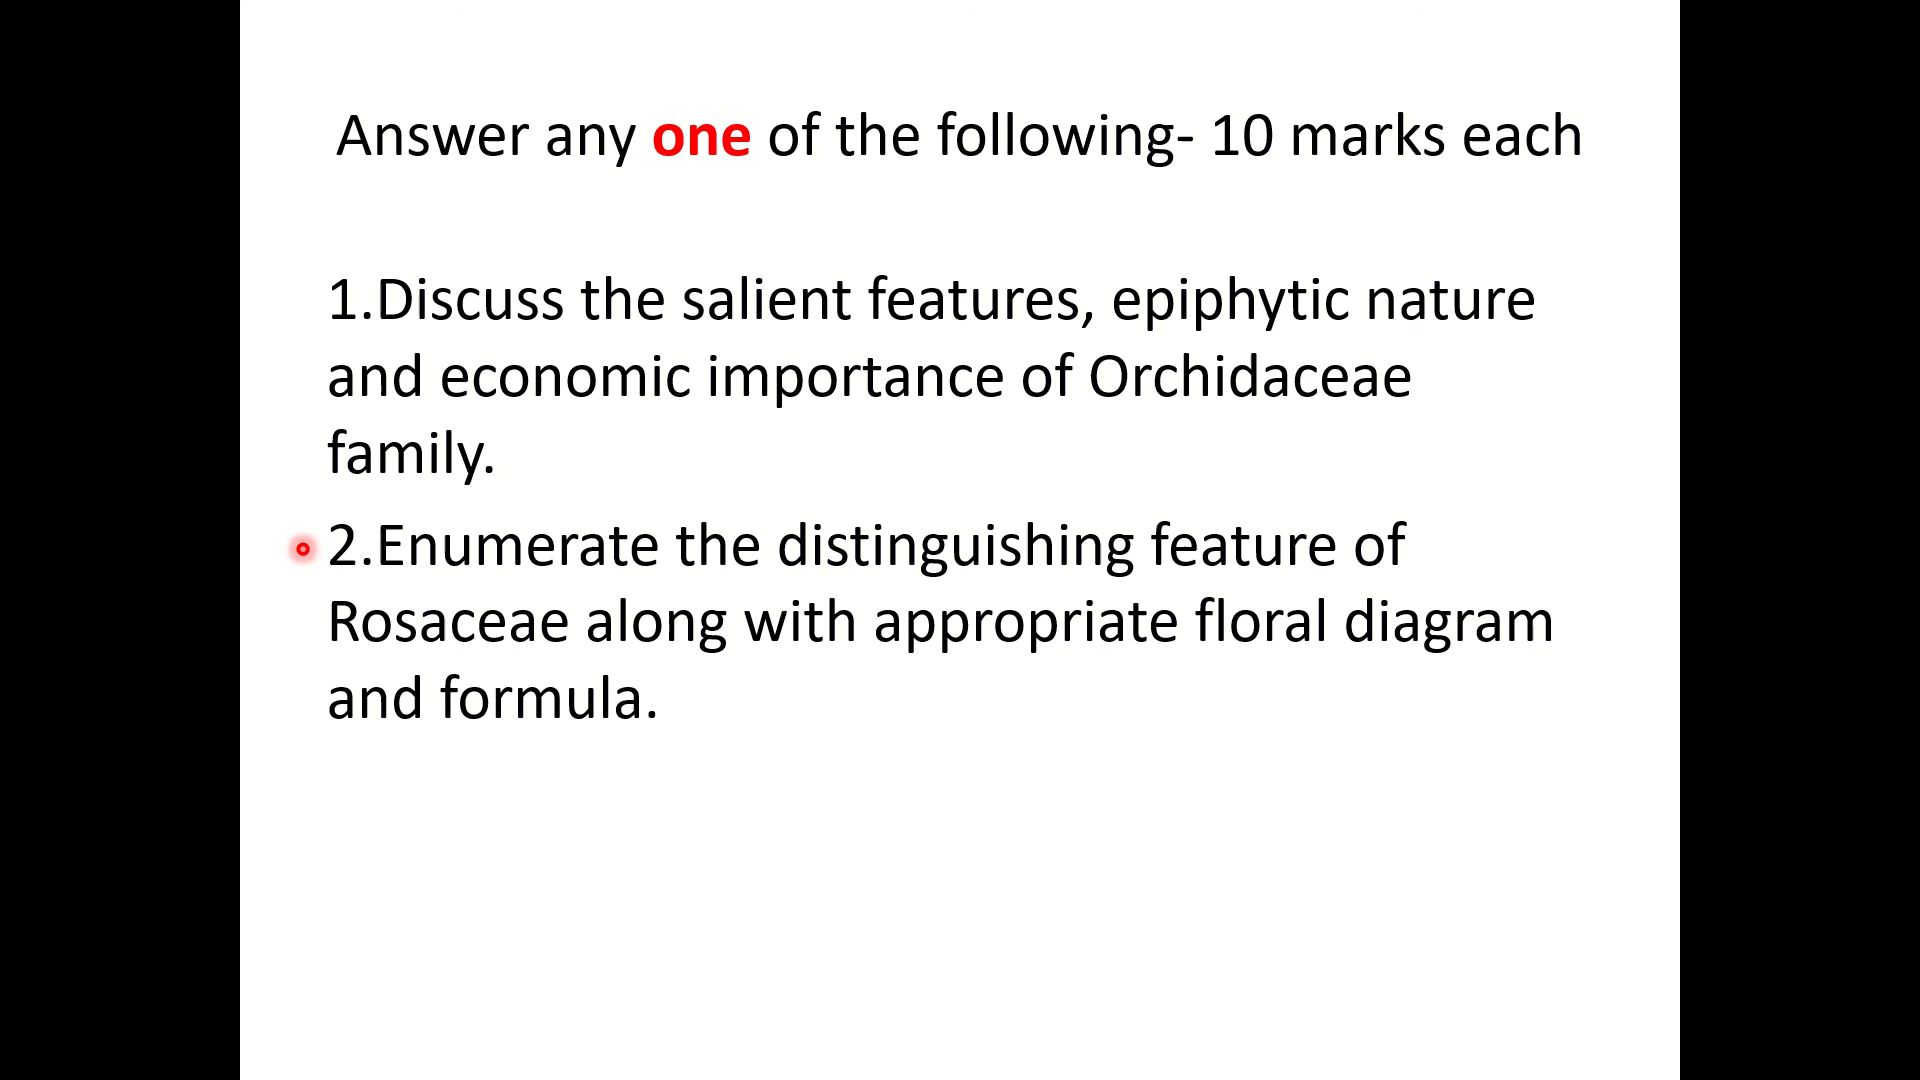 Answer any one of the following- 10 marks each
1.Discuss the salient features, epiphytic nature
and economic importance of Orchidaceae
family.
2.Enumerate the distinguishing feature of
Rosaceae along with appropriate floral diagram
and formula.